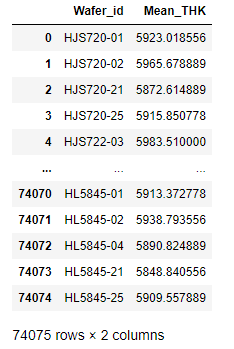 Wafer_id Mean_THK
0 HJS720-01 5923.018556
1 HJS720-02 5965.678889
2 HJS720-21 5872.614889
3 HJS720-25 5915.850778
4 HJS722-03 5983.510000
... ... ...
74070 HL5845-01 5913.372778
74071 HL5845-02 5938.793556
74072 HL5845-04 5890.824889
74073 HL5845-21 5848.840556
74074 HL5845-25 5909.557889
74075 rows × 2 columns